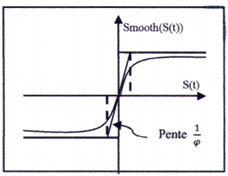 Smooth(S(t))
S(t)
Pente 1/φ